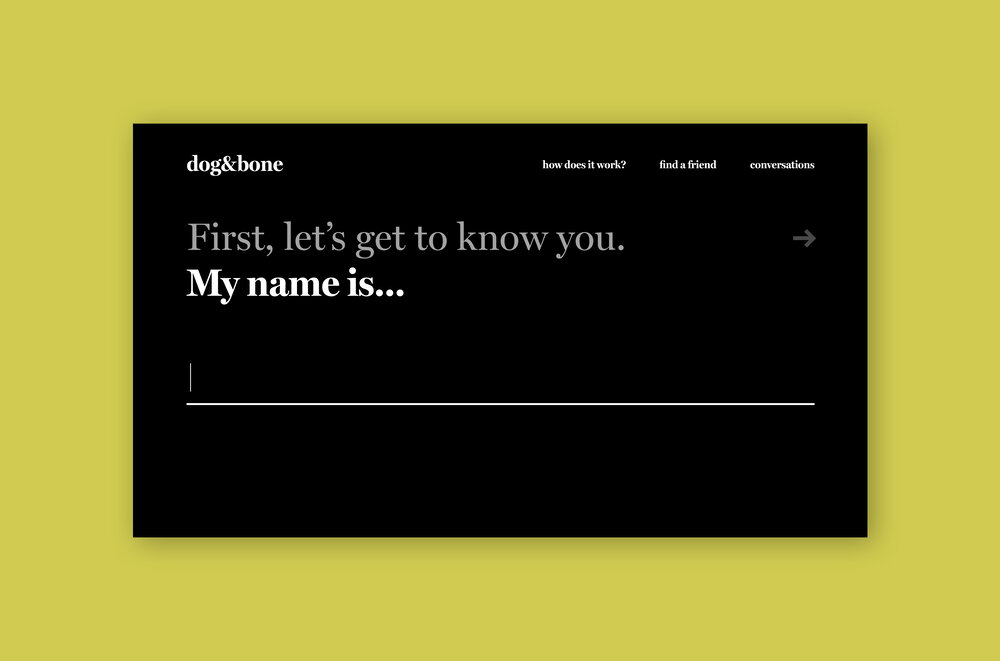 dog&bone
how does it work?
find a friend
conversations
First, let’s get to know you.
My name is...